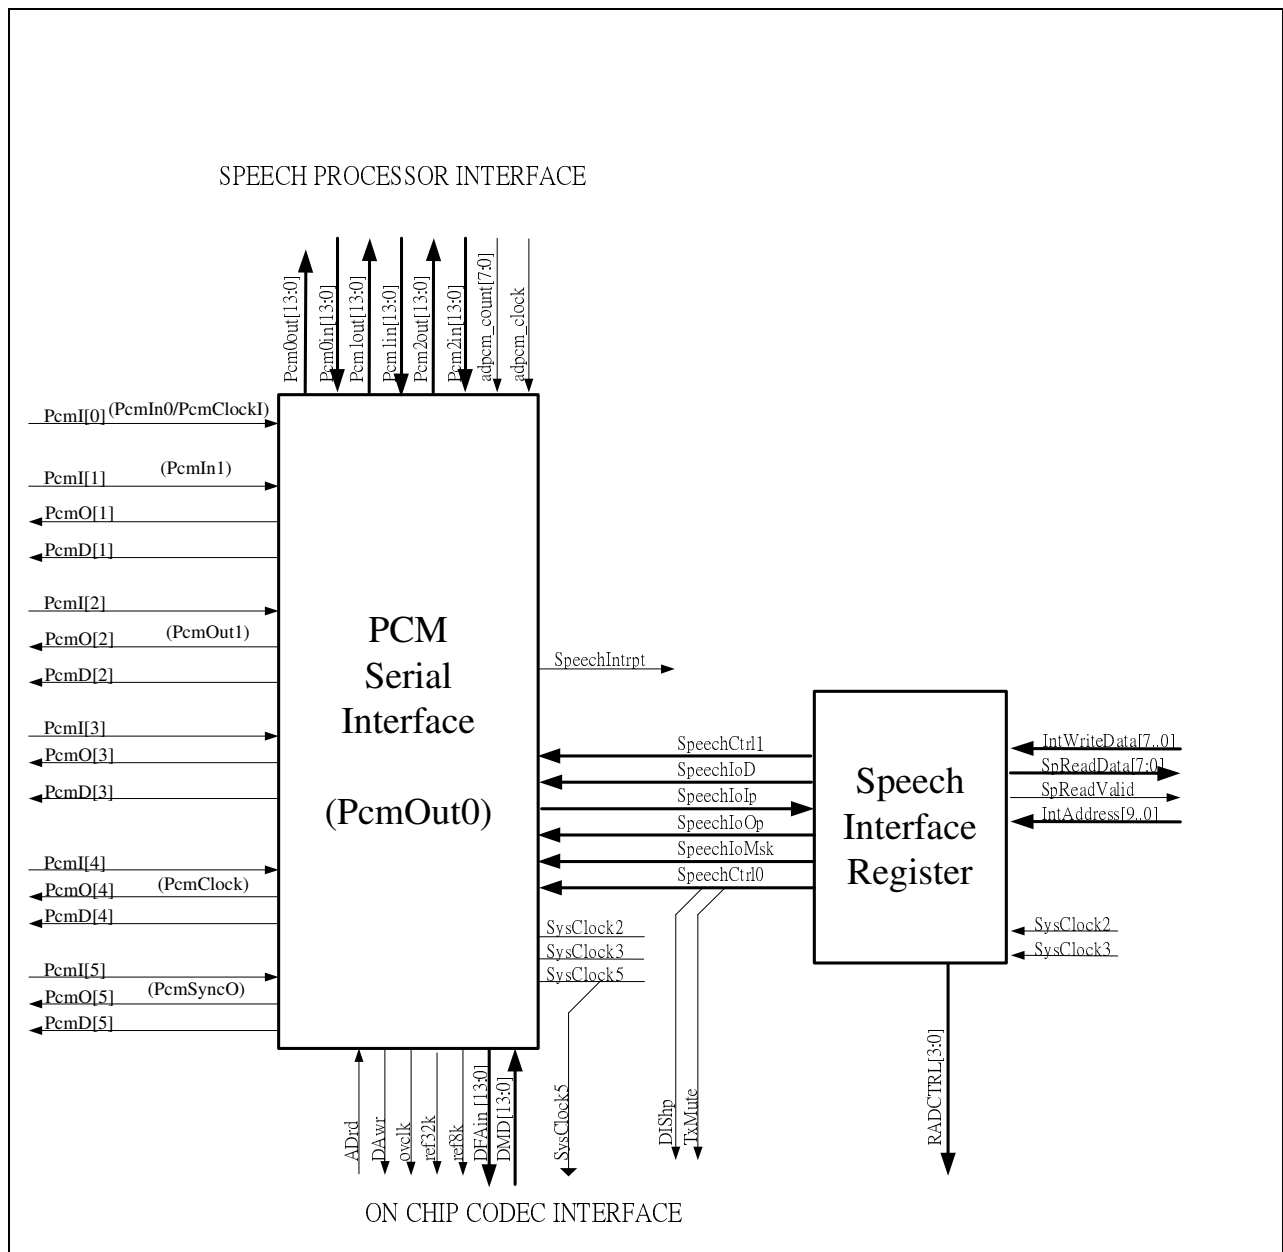 SPEECH PROCESSOR INTERFACE
Pcm0out[13:0]
Pcm0in[13:0]
Pcm1out[13:0]
Pcm1in[13:0]
Pcm2out[13:0]
Pcm2in[13:0]
adpcm_count[7:0]
adpcm_clock
PcmI[0] (PcmIn0/PcmClockI)
PcmI[1] (PcmIn1)
PcmO[1]
PcmD[1]
PcmI[2]
PcmO[2] (PcmOut1)
PcmD[2]
PcmI[3]
PcmO[3]
PcmD[3]
PcmI[4]
PcmO[4] (PcmClock)
PcmD[4]
PcmI[5]
PcmO[5] (PcmSyncO)
PcmD[5]
PCM
Serial
Interface
(PcmOut0)
SpeechIntrpt
SpeechCtrl1
SpeechIoD
SpeechIoIp
SpeechIoOp
SpeechIoMsk
SpeechCtrl0
SysClock2
SysClock3
SysClock5
Speech
Interface
Register
IntWriteData[7..0]
SpReadData[7:0]
SpReadValid
IntAddress[9..0]
SysClock2
SysClock3
ADrd
DAwr
ovclk
ref32k
ref8k
DFAin [13:0]
DMD[13:0]
SysClock5
DIShp
TxMute
RADCTRL[3:0]
ON CHIP CODEC INTERFACE